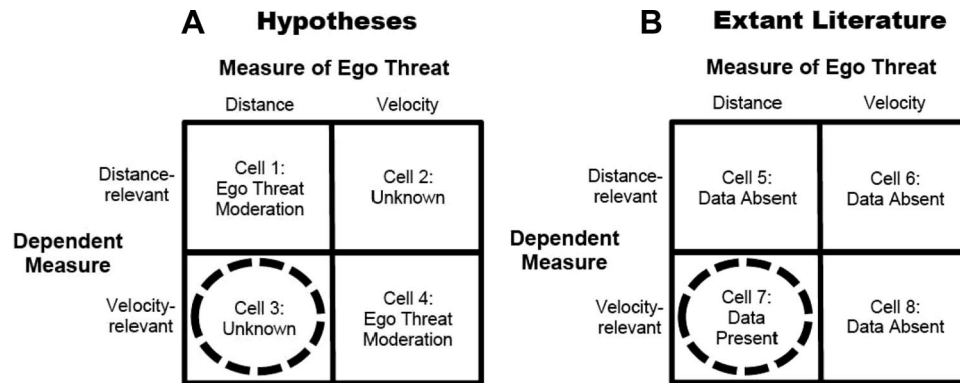 A Hypotheses
Measure of Ego Threat
Distance Velocity
Distance-
relevant
Cell 1:
Ego Threat
Moderation
Cell 2:
Unknown
Dependent
Measure
Velocity-
relevant
Cell 3:
Unknown
Cell 4:
Ego Threat
Moderation
B Extant Literature
Measure of Ego Threat
Distance Velocity
Distance-
relevant
Cell 5:
Data Absent
Cell 6:
Data Absent
Dependent
Measure
Velocity-
relevant
Cell 7:
Data
Present
Cell 8:
Data Absent